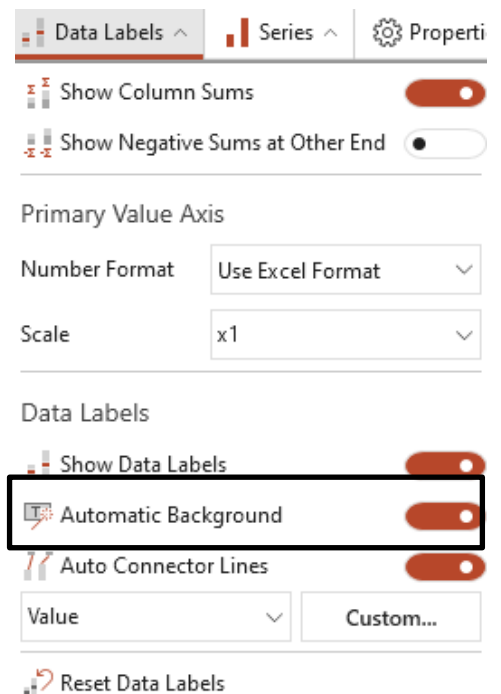 Data Labels Series Properti
Show Column Sums
Show Negative Sums at Other End
Primary Value Axis
Number Format Use Excel Format
Scale x1
Data Labels
Show Data Labels
Automatic Background
Auto Connector Lines
Value Custom...
Reset Data Labels